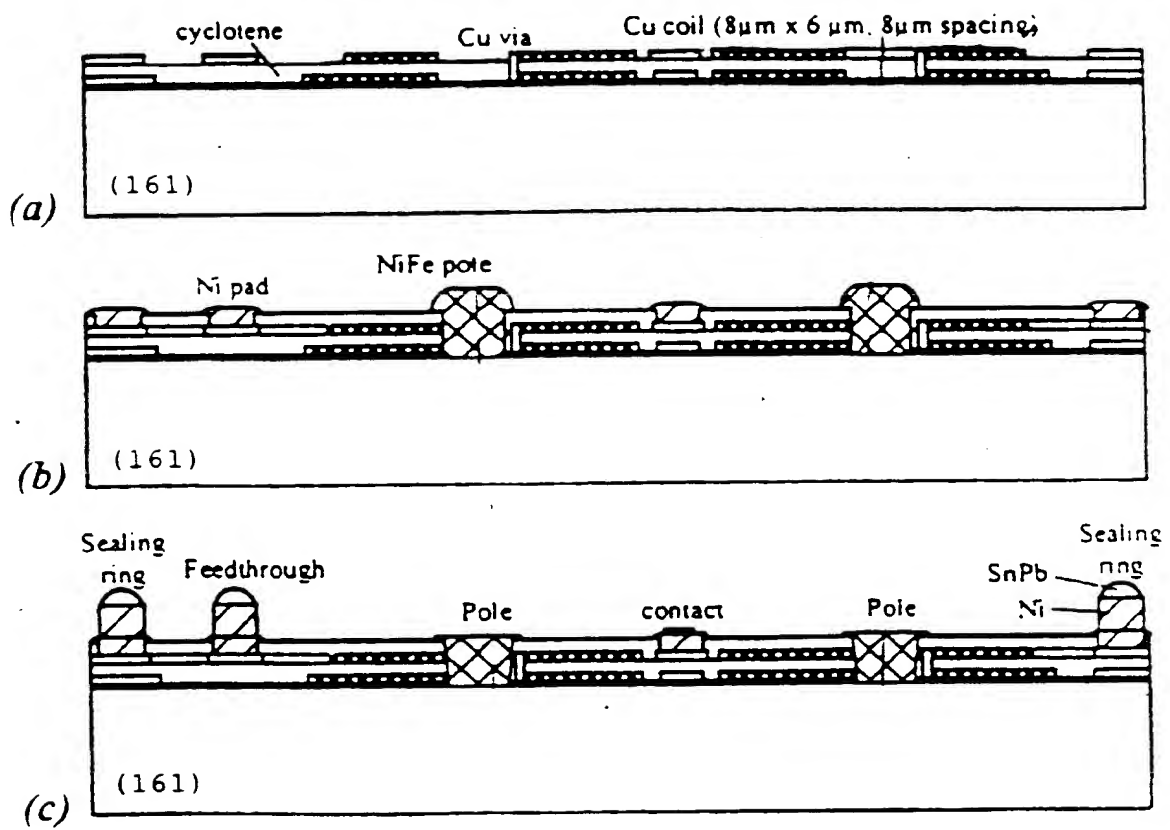 cyclotene
Cu via
Cu coil (8µm x 6 µm, 8µm spacing)
(161)
(a)
NiFe pole
Ni pad
(161)
(b)
Sealing
ring
Feedthrough
Pole
contact
Pole
Sealing
ring
SnPb
Ni
(161)
(c)